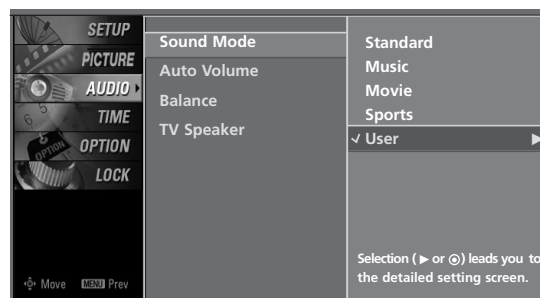 SETUP
PICTURE
AUDIO
TIME
OPTION
LOCK
Move MENU Prev
Sound Mode
Auto Volume
Balance
TV Speaker
Standard
Music
Movie
Sports
✓ User ▶
Selection ( ▶ or ◉) leads you to
the detailed setting screen.